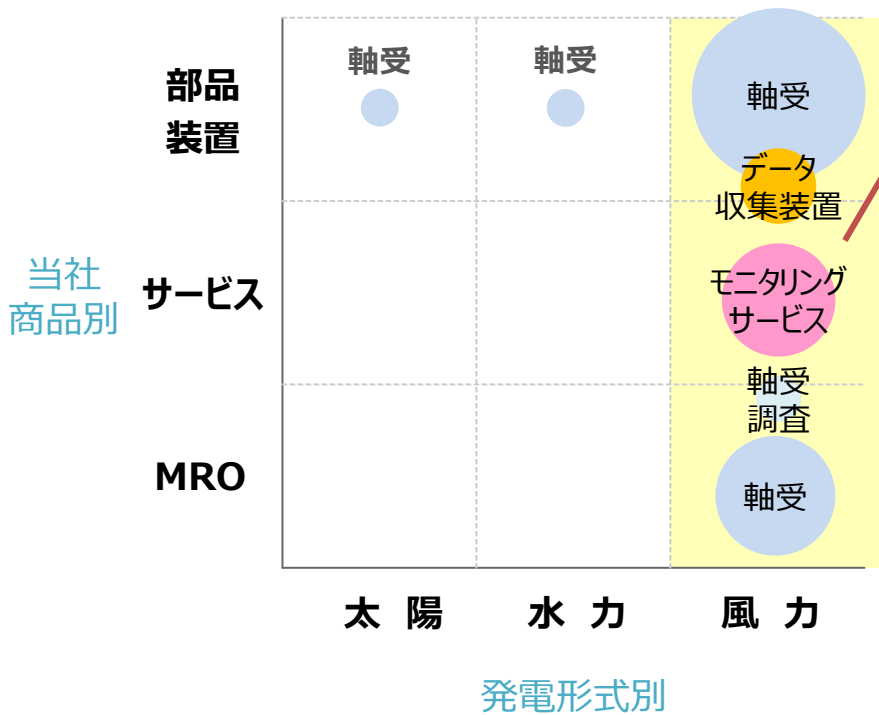 部品
装置
軸受
軸受
軸受
データ
収集装置
当社
商品別
サービス
モニタリング
サービス
軸受
調査
MRO
軸受
太 陽
水 力
風 力
発電形式別